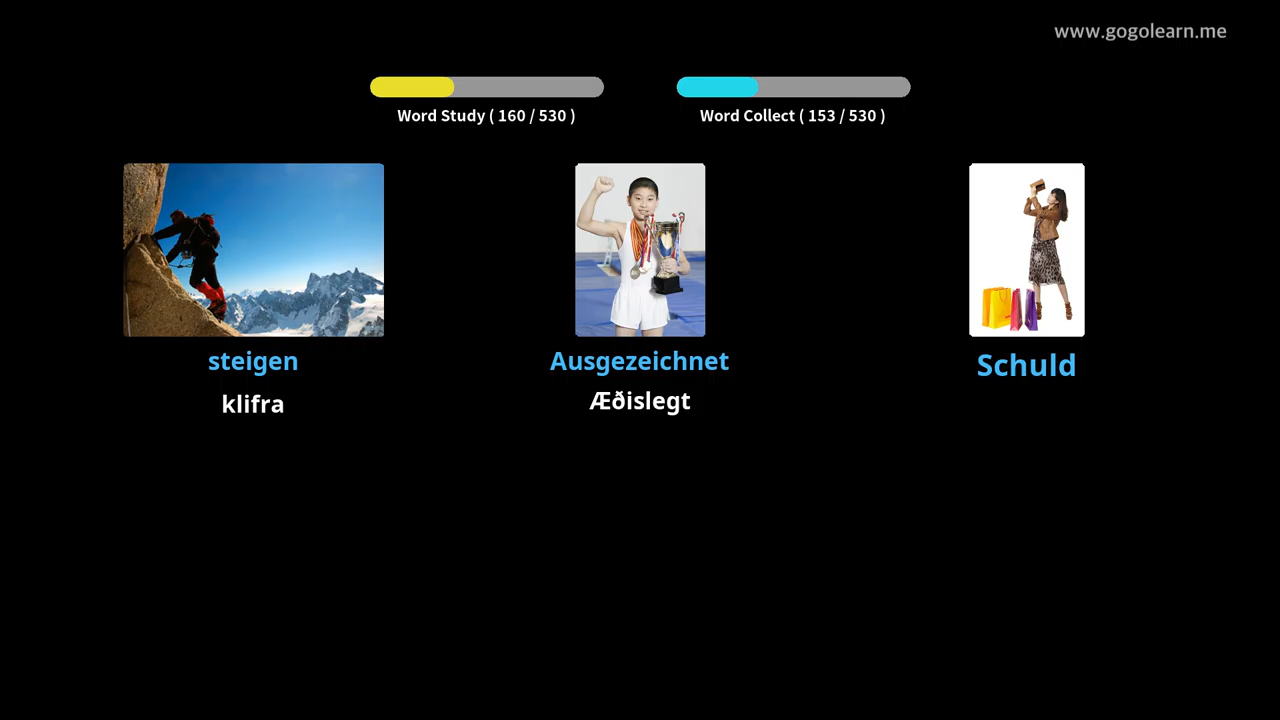 www.gogolearn.me
Word Study ( 160 / 530 )
Word Collect ( 153 / 530 )
steigen
Ausgezeichnet
Schuld
klifra
Æðislegt